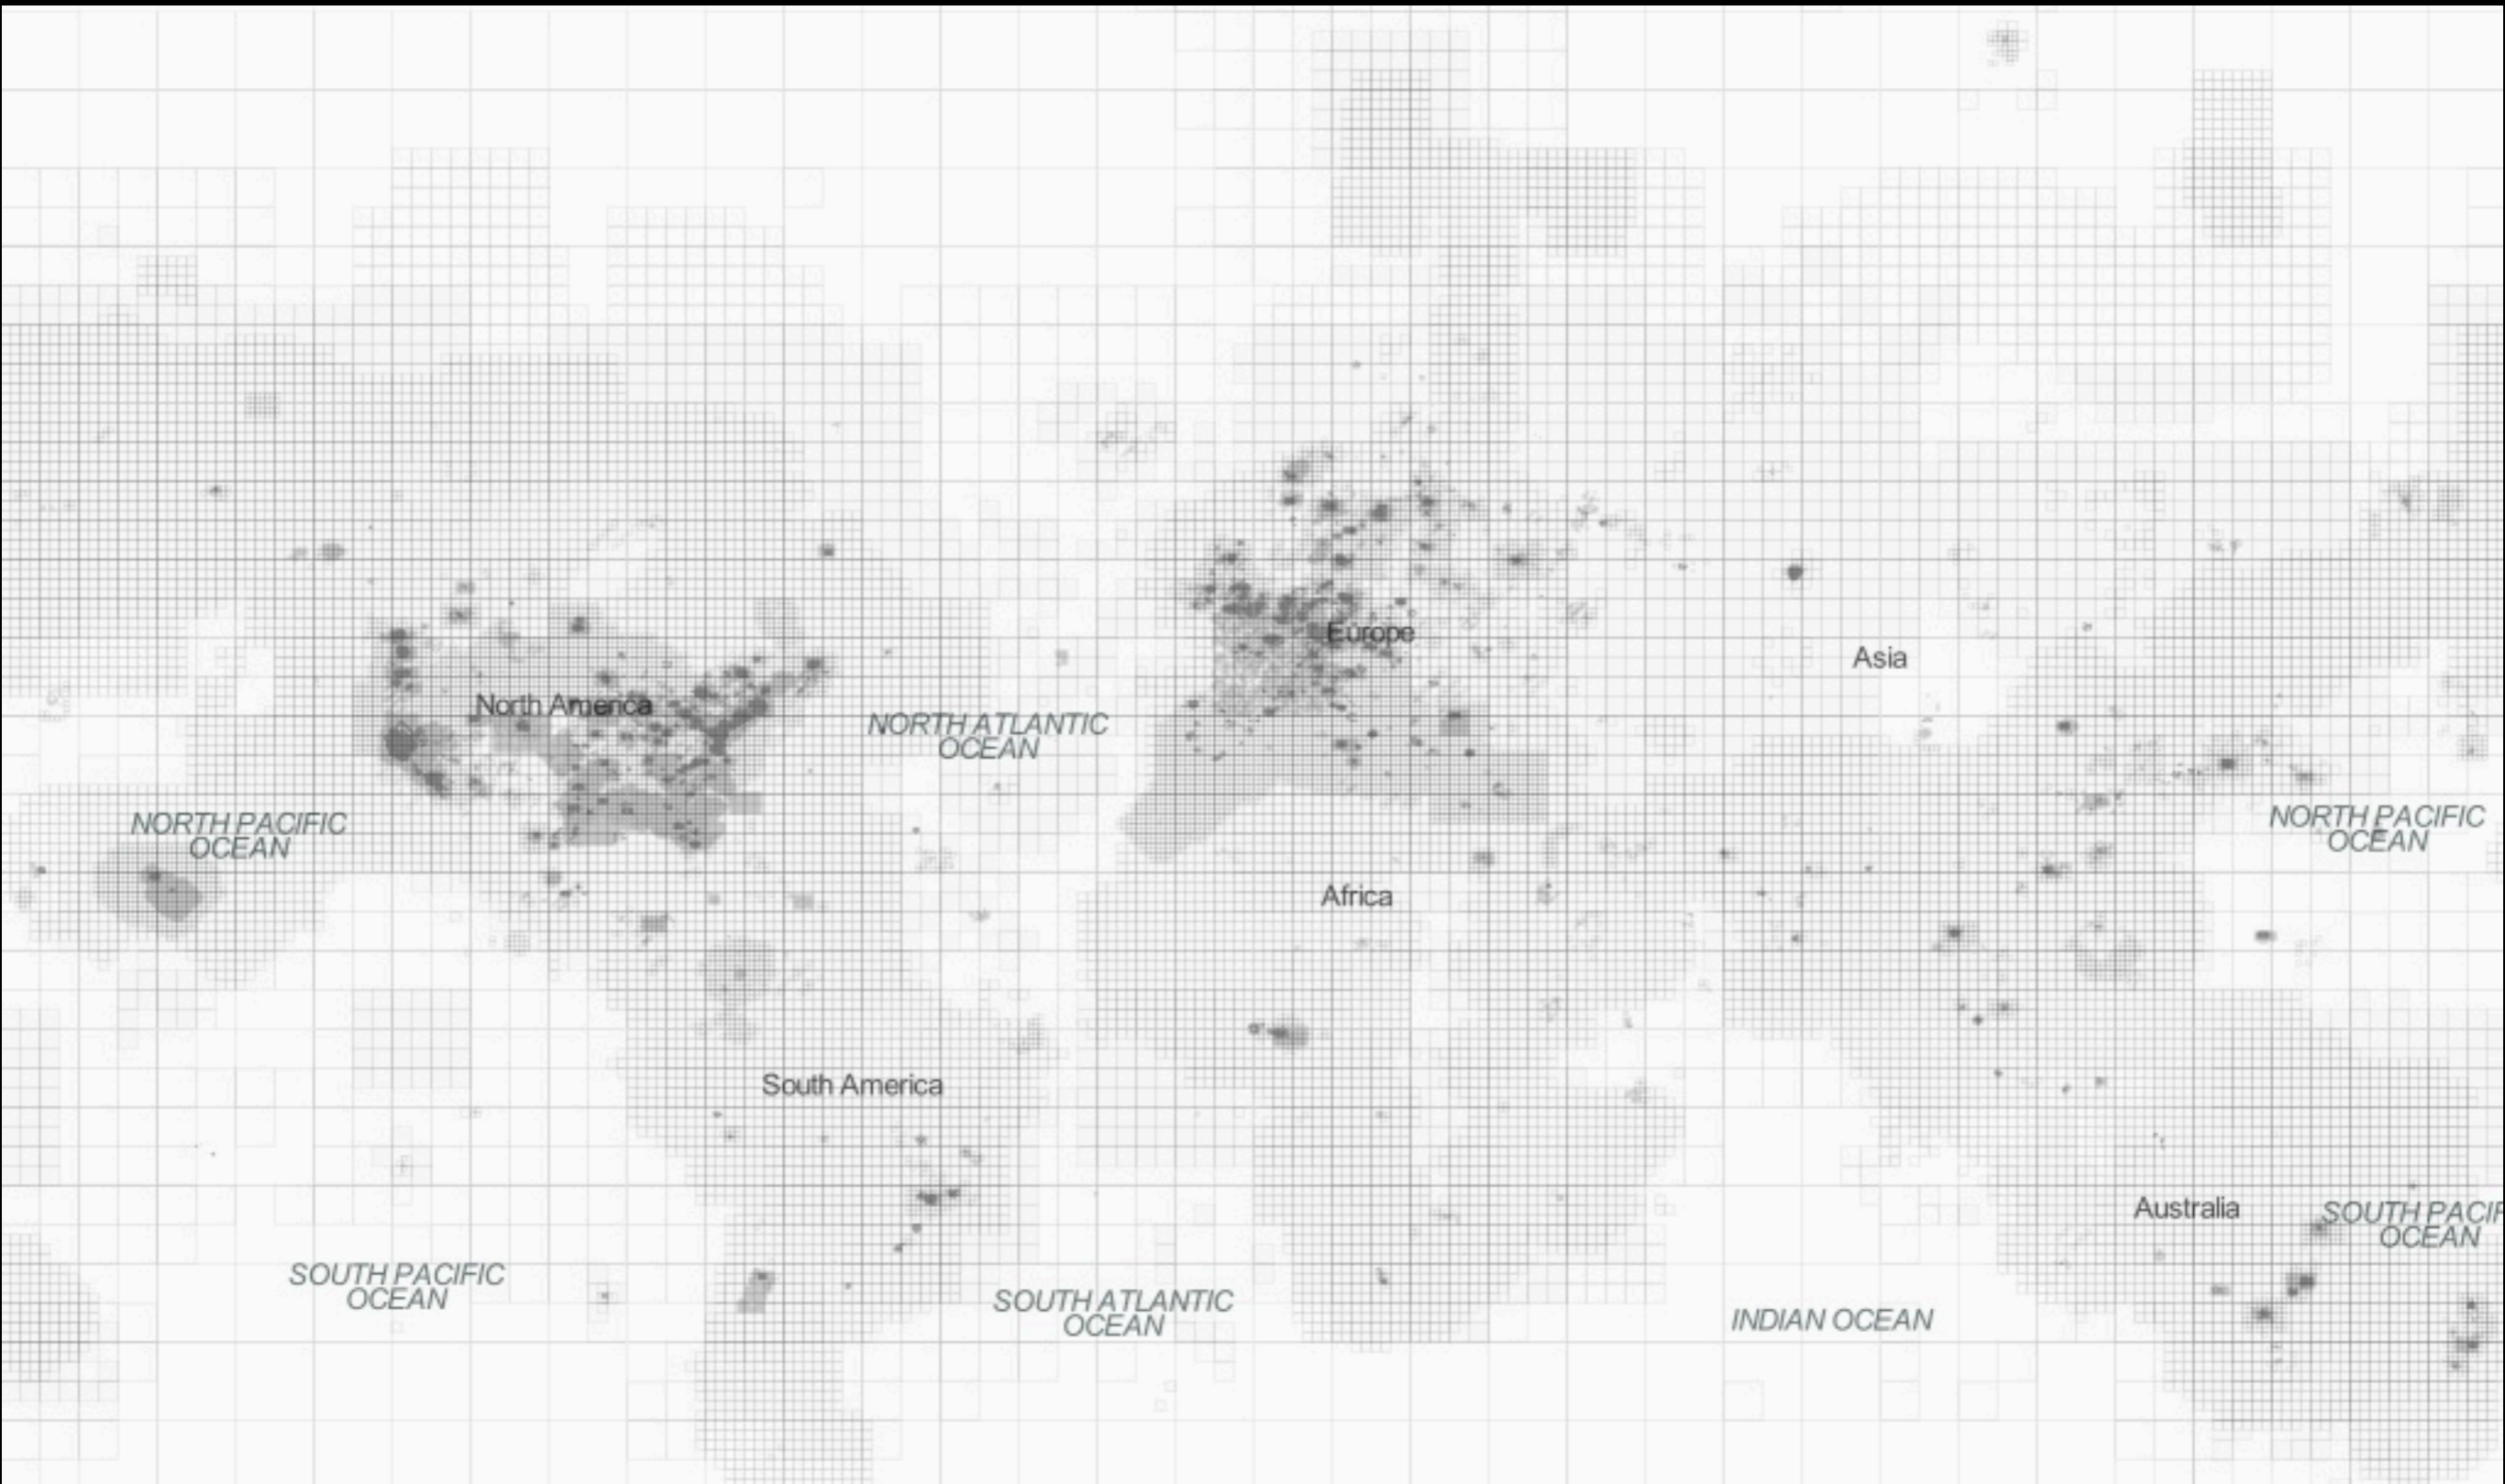 Europe
Asia
North America
NORTH ATLANTIC
OCEAN
NORTH PACIFIC
OCEAN
NORTH PACIFIC
OCEAN
Africa
South America
Australia
SOUTH PACIF
OCEAN
SOUTH PACIFIC
OCEAN
SOUTH ATLANTIC
OCEAN
INDIAN OCEAN